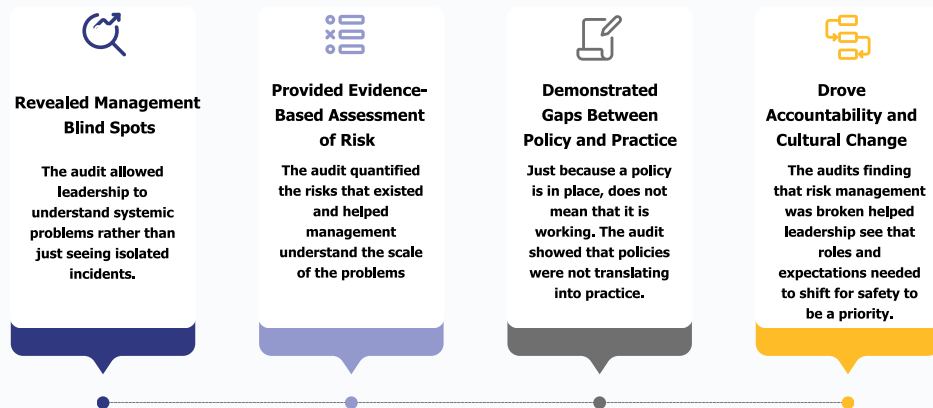 Revealed Management
Blind Spots
The audit allowed
leadership to
understand systemic
problems rather than
just seeing isolated
incidents.
Provided Evidence-
Based Assessment
of Risk
The audit quantified
the risks that existed
and helped
management
understand the scale
of the problems
Demonstrated
Gaps Between
Policy and Practice
Just because a policy
is in place, does not
mean that it is
working. The audit
showed that policies
were not translating
into practice.
Drove
Accountability and
Cultural Change
The audits finding
that risk management
was broken helped
leadership see that
roles and
expectations needed
to shift for safety to
be a priority.